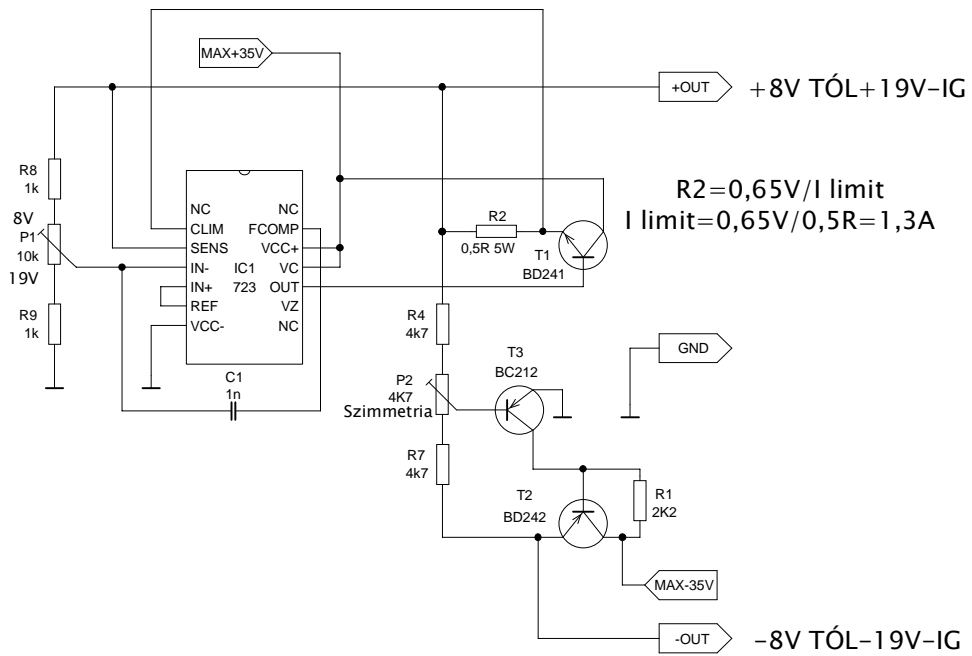 MAX+35V
+OUT
+8V TÓL+19V-IG
R8
1k
8V
P1
10k
19V
R9
1k
NC
CLIM
SENS
IN-
IN+
REF
VCC-
IC1
723
NC
FCOMP
VCC+
VC
OUT
VZ
NC
C1
1n
R2
0,5R 5W
T1
BD241
R2=0,65V/I limit
I limit=0,65V/0,5R=1,3A
R4
4k7
P2
4K7
Szimmetria
R7
4k7
T3
BC212
GND
T2
BD242
R1
2K2
MAX-35V
-OUT
-8V TÓL-19V-IG